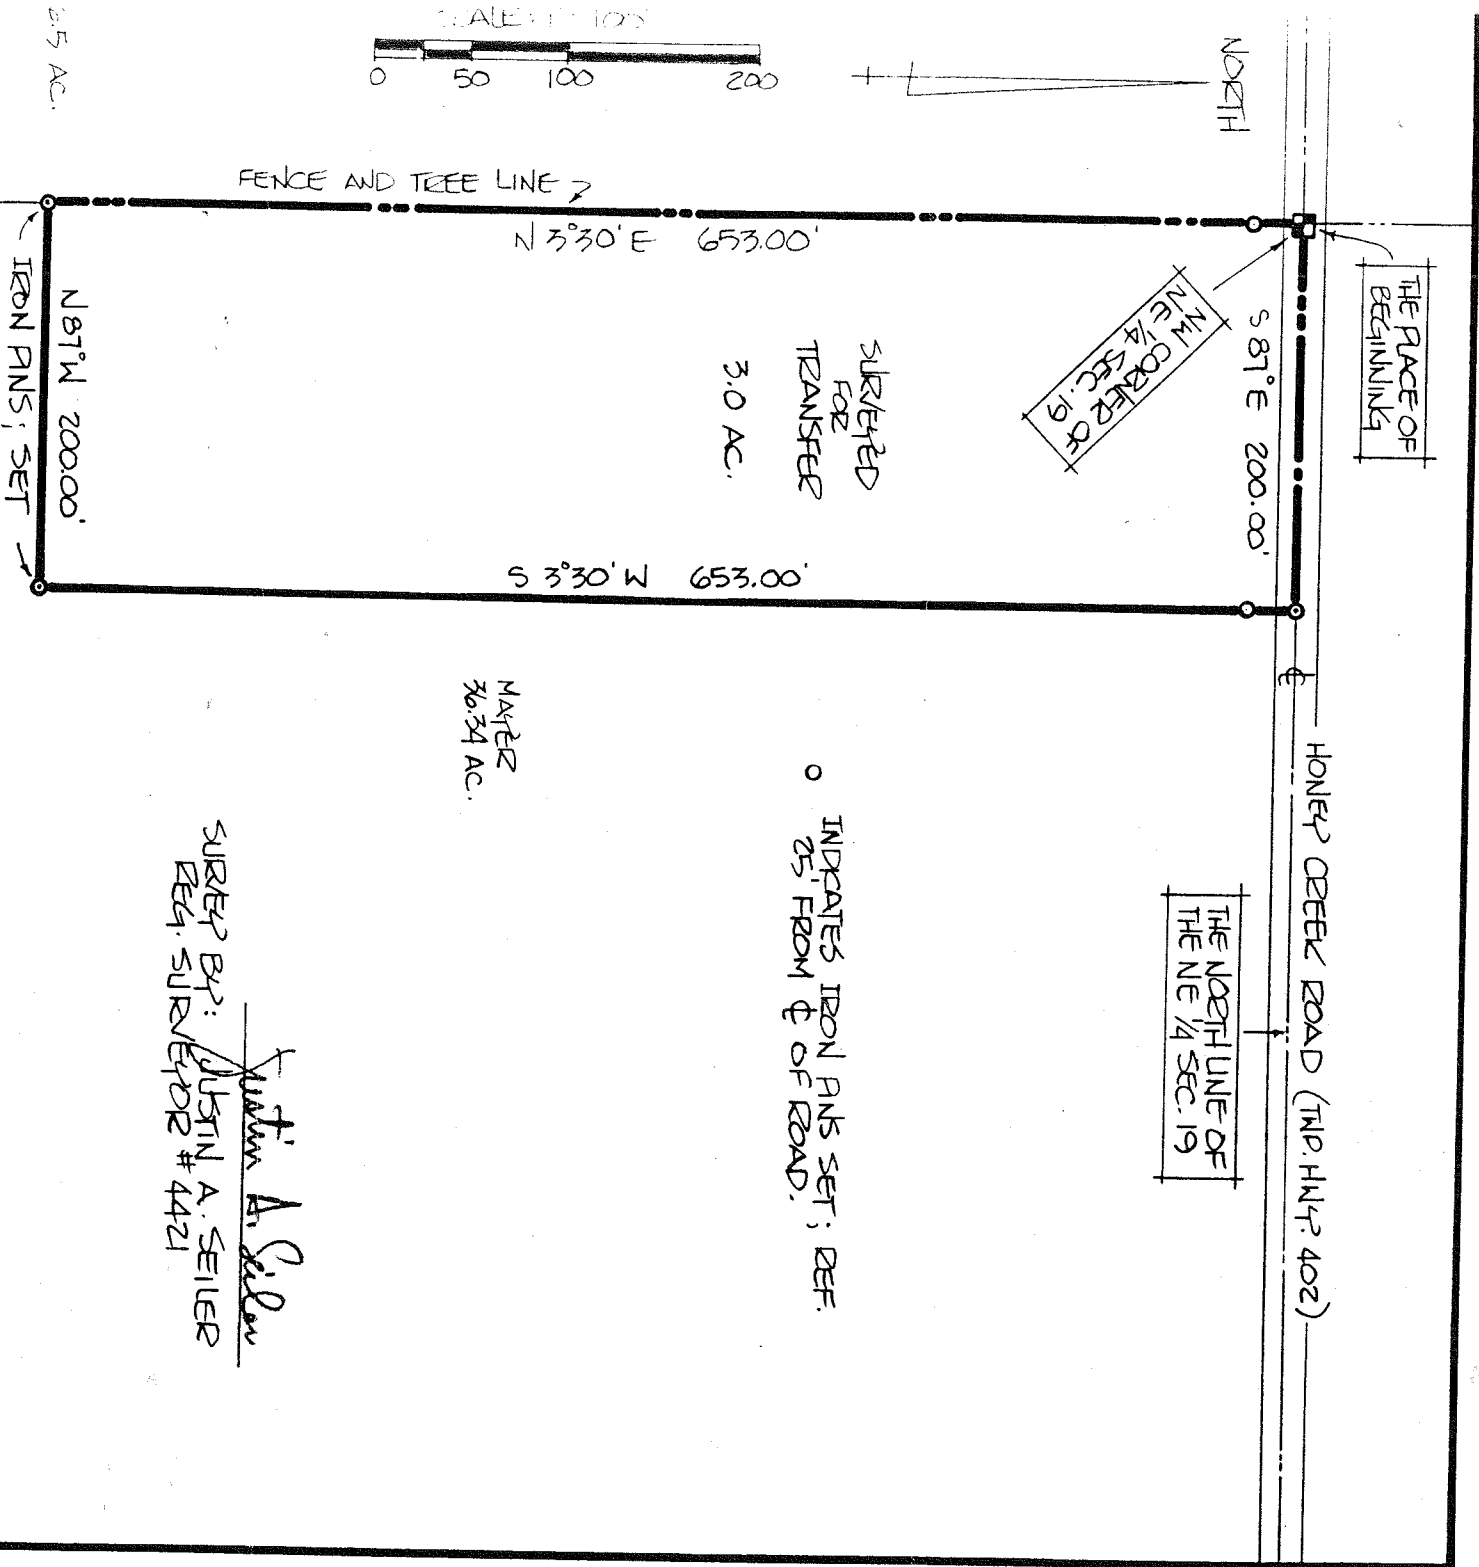 NORTH
0 50 100 200
THE PLACE OF
BEGINNING
NW CORNER OF
NE 1/4 SEC. 19
S 87° E 200.00'
HONEY CREEK ROAD (TWP. HWY. 402)
THE NORTH LINE OF
THE NE 1/4 SEC. 19
FENCE AND TREE LINE
N 3°30' E 653.00'
SURVEYED
FOR
TRANSFER
3.0 AC.
S 3°30' W 653.00'
N 87° W 200.00'
IRON PINS; SET
o INDICATES IRON PINS SET; REF.
25' FROM ℄ OF ROAD.
℄
MAYER
36.34 AC.
Justin A. Seiler
SURVEY BY: JUSTIN A. SEILER
REG. SURVEYOR # 4421